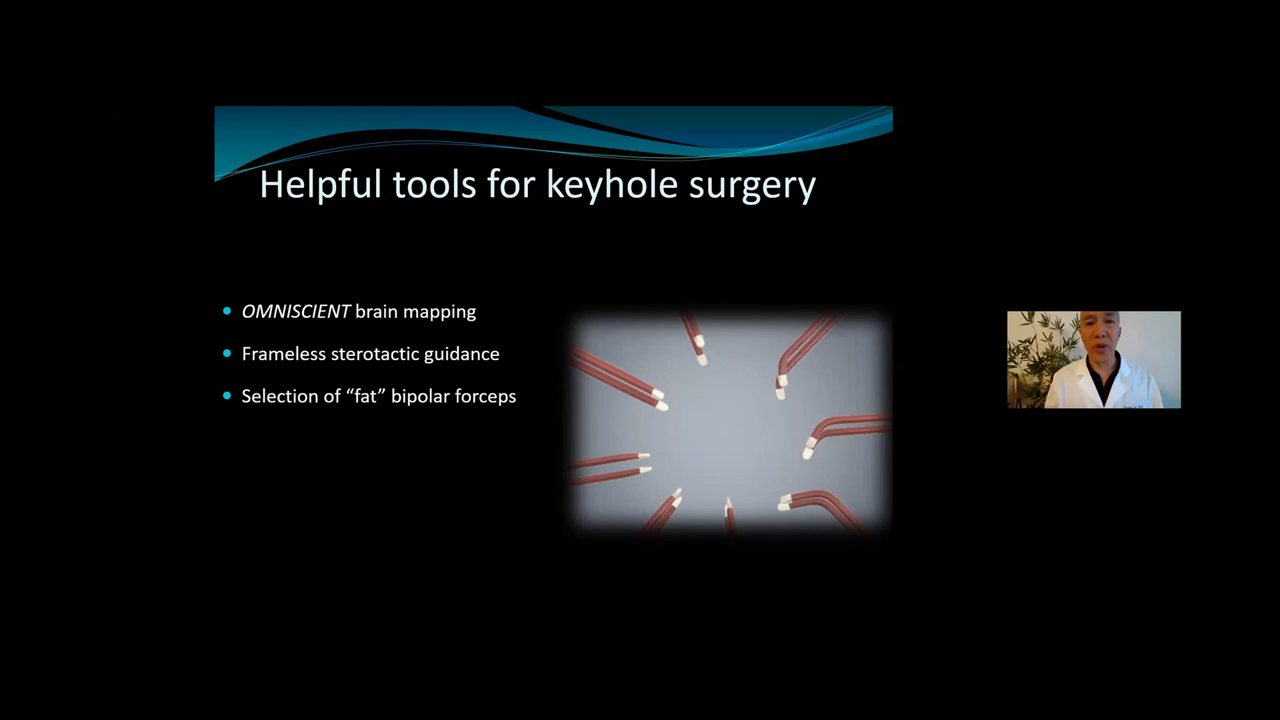 Helpful tools for keyhole surgery
OMNISCIENT brain mapping
Frameless sterotactic guidance
Selection of “fat” bipolar forceps